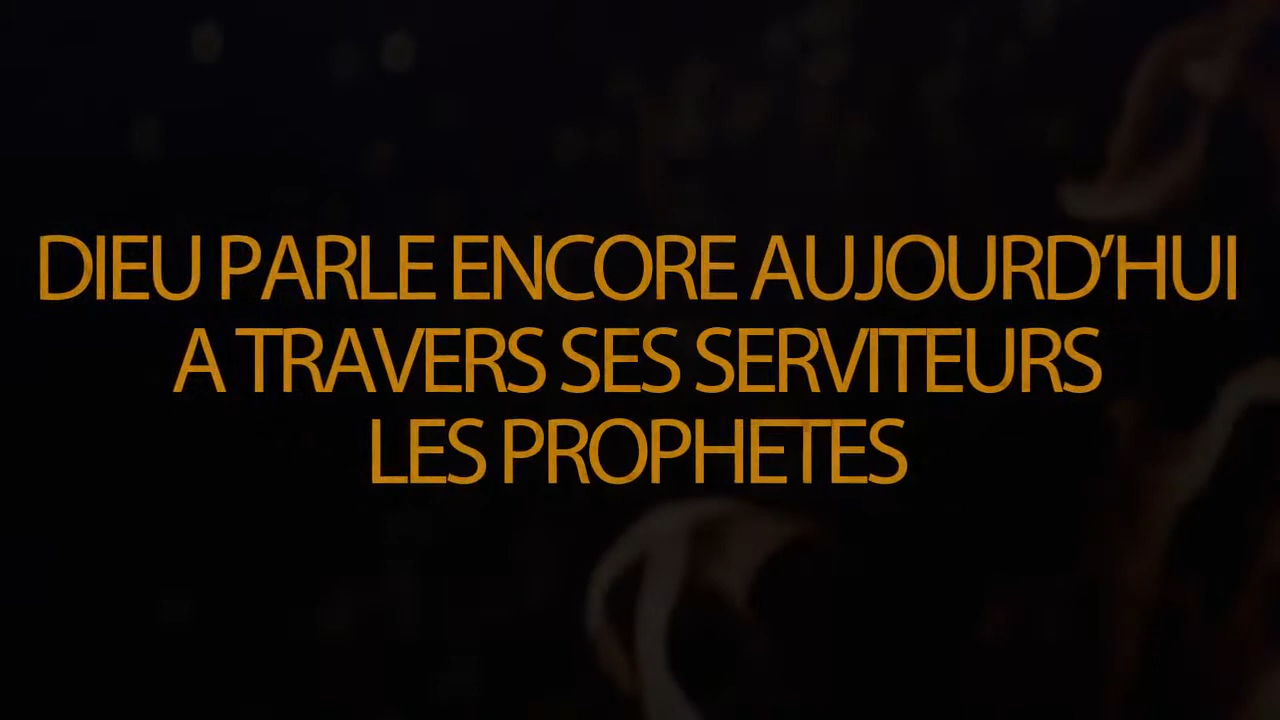 DIEU PARLE ENCORE AUJOURD’HUI
A TRAVERS SES SERVITEURS
LES PROPHETES